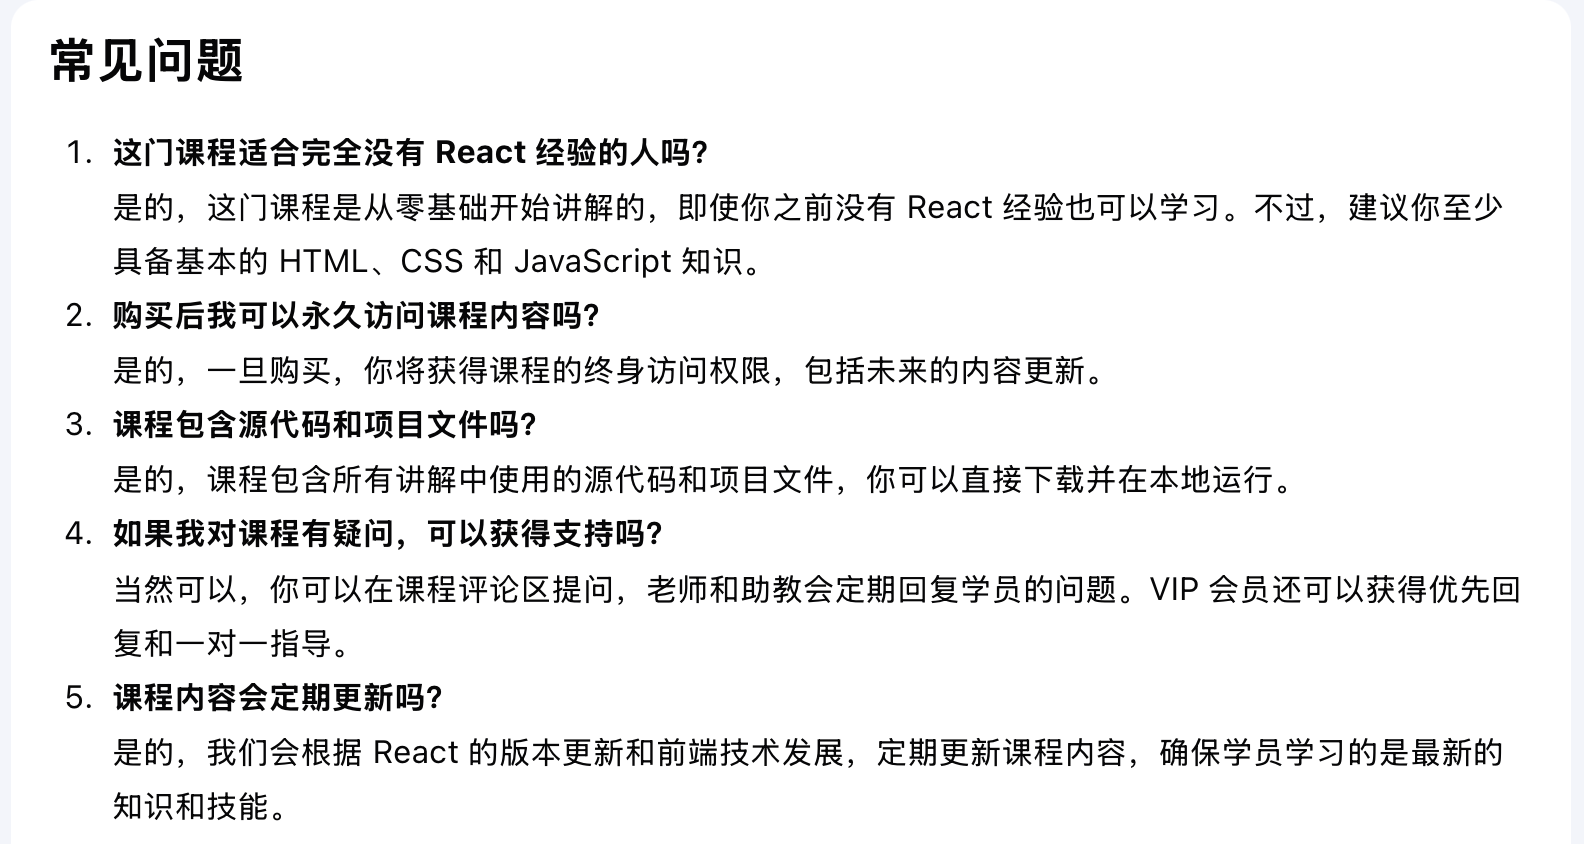 常见问题
1. 这门课程适合完全没有 React 经验的人吗?
是的，这门课程是从零基础开始讲解的，即使你之前没有 React 经验也可以学习。不过，建议你至少
具备基本的 HTML、CSS 和 JavaScript 知识。
2. 购买后我可以永久访问课程内容吗?
是的，一旦购买，你将获得课程的终身访问权限，包括未来的内容更新。
3. 课程包含源代码和项目文件吗?
是的，课程包含所有讲解中使用的源代码和项目文件，你可以直接下载并在本地运行。
4. 如果我对课程有疑问，可以获得支持吗?
当然可以，你可以在课程评论区提问，老师和助教会定期回复学员的问题。VIP 会员还可以获得优先回
复和一对一指导。
5. 课程内容会定期更新吗?
是的，我们会根据 React 的版本更新和前端技术发展，定期更新课程内容，确保学员学习的是最新的
知识和技能。